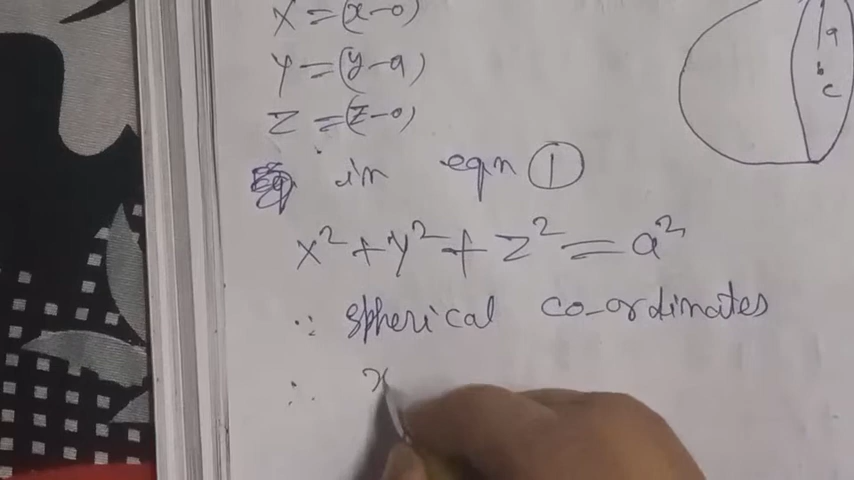 X = (x-0)
Y = (y-a)
Z = (z-0)
in eqn ①
x² + y² + z² = a²
∵ spherical co-ordinates
∴ x
a
b
c